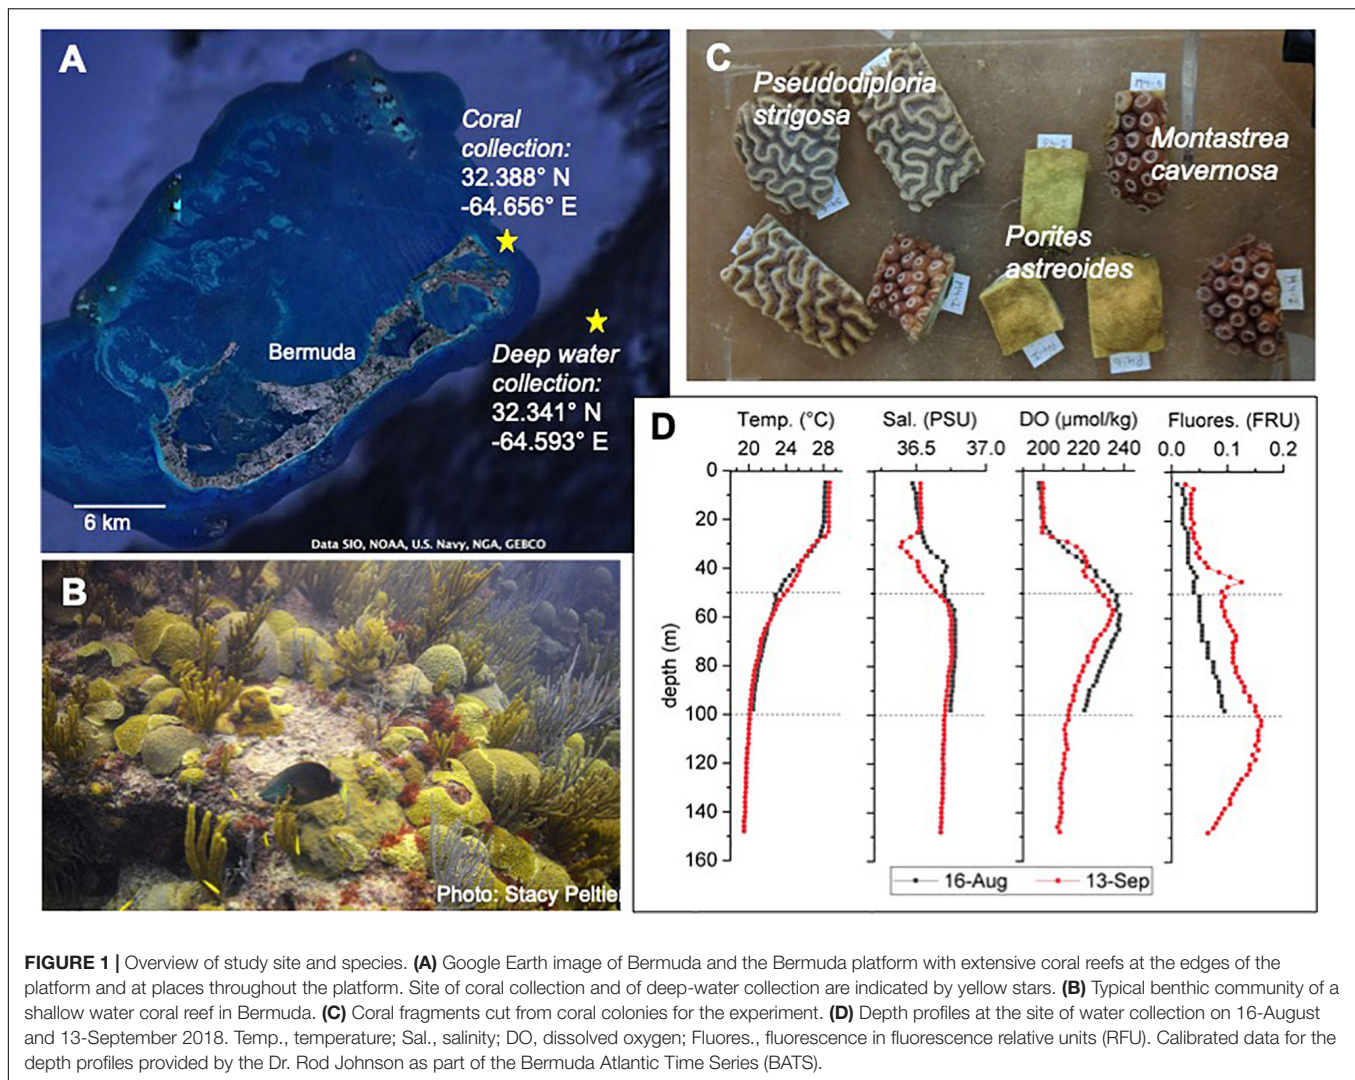 A
Coral
collection:
32.388° N
-64.656° E
Bermuda
Deep water
collection:
32.341° N
-64.593° E
6 km
Data SIO, NOAA, U.S. Navy, NGA, GEBCO
B
Photo: Stacy Peltier
C
Pseudodiploria
strigosa
Montastrea
cavernosa
Porites
astreoides
D
Temp. (°C) Sal. (PSU) DO (µmol/kg) Fluores. (FRU)
20 24 28 36.5 37.0 200 220 240 0.0 0.1 0.2
0
20
40
60
80
100
120
140
160
depth (m)
16-Aug 13-Sep
FIGURE 1 | Overview of study site and species. (A) Google Earth image of Bermuda and the Bermuda platform with extensive coral reefs at the edges of the
platform and at places throughout the platform. Site of coral collection and of deep-water collection are indicated by yellow stars. (B) Typical benthic community of a
shallow water coral reef in Bermuda. (C) Coral fragments cut from coral colonies for the experiment. (D) Depth profiles at the site of water collection on 16-August
and 13-September 2018. Temp., temperature; Sal., salinity; DO, dissolved oxygen; Fluores., fluorescence in fluorescence relative units (RFU). Calibrated data for the
depth profiles provided by the Dr. Rod Johnson as part of the Bermuda Atlantic Time Series (BATS).